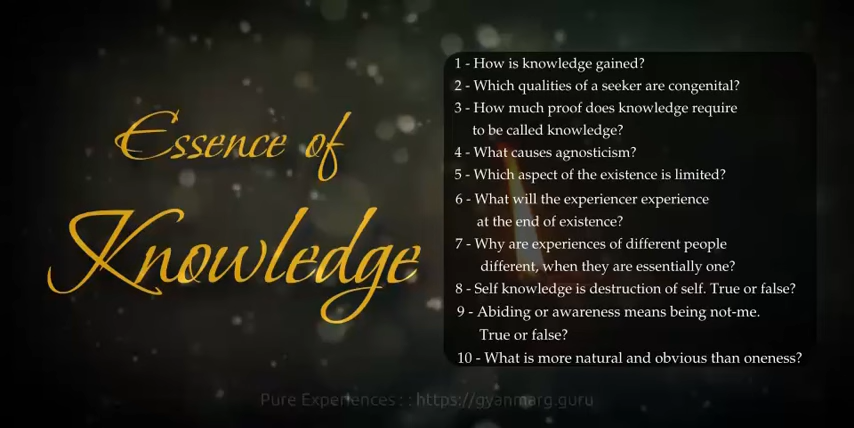 Essence of
Knowledge
1 - How is knowledge gained?
2 - Which qualities of a seeker are congenital?
3 - How much proof does knowledge require
to be called knowledge?
4 - What causes agnosticism?
5 - Which aspect of the existence is limited?
6 - What will the experiencer experience
at the end of existence?
7 - Why are experiences of different people
different, when they are essentially one?
8 - Self knowledge is destruction of self. True or false?
9 - Abiding or awareness means being not-me.
True or false?
10 - What is more natural and obvious than oneness?
Pure Experiences : : https://gyanmarg.guru